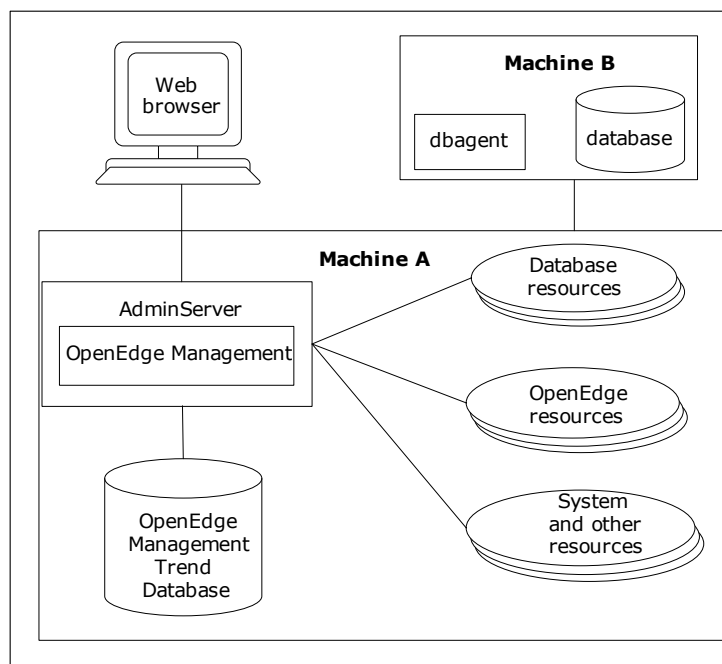 Web
browser
Machine B
dbagent
database
Machine A
AdminServer
OpenEdge Management
Database
resources
OpenEdge
resources
System
and other
resources
OpenEdge
Management
Trend
Database